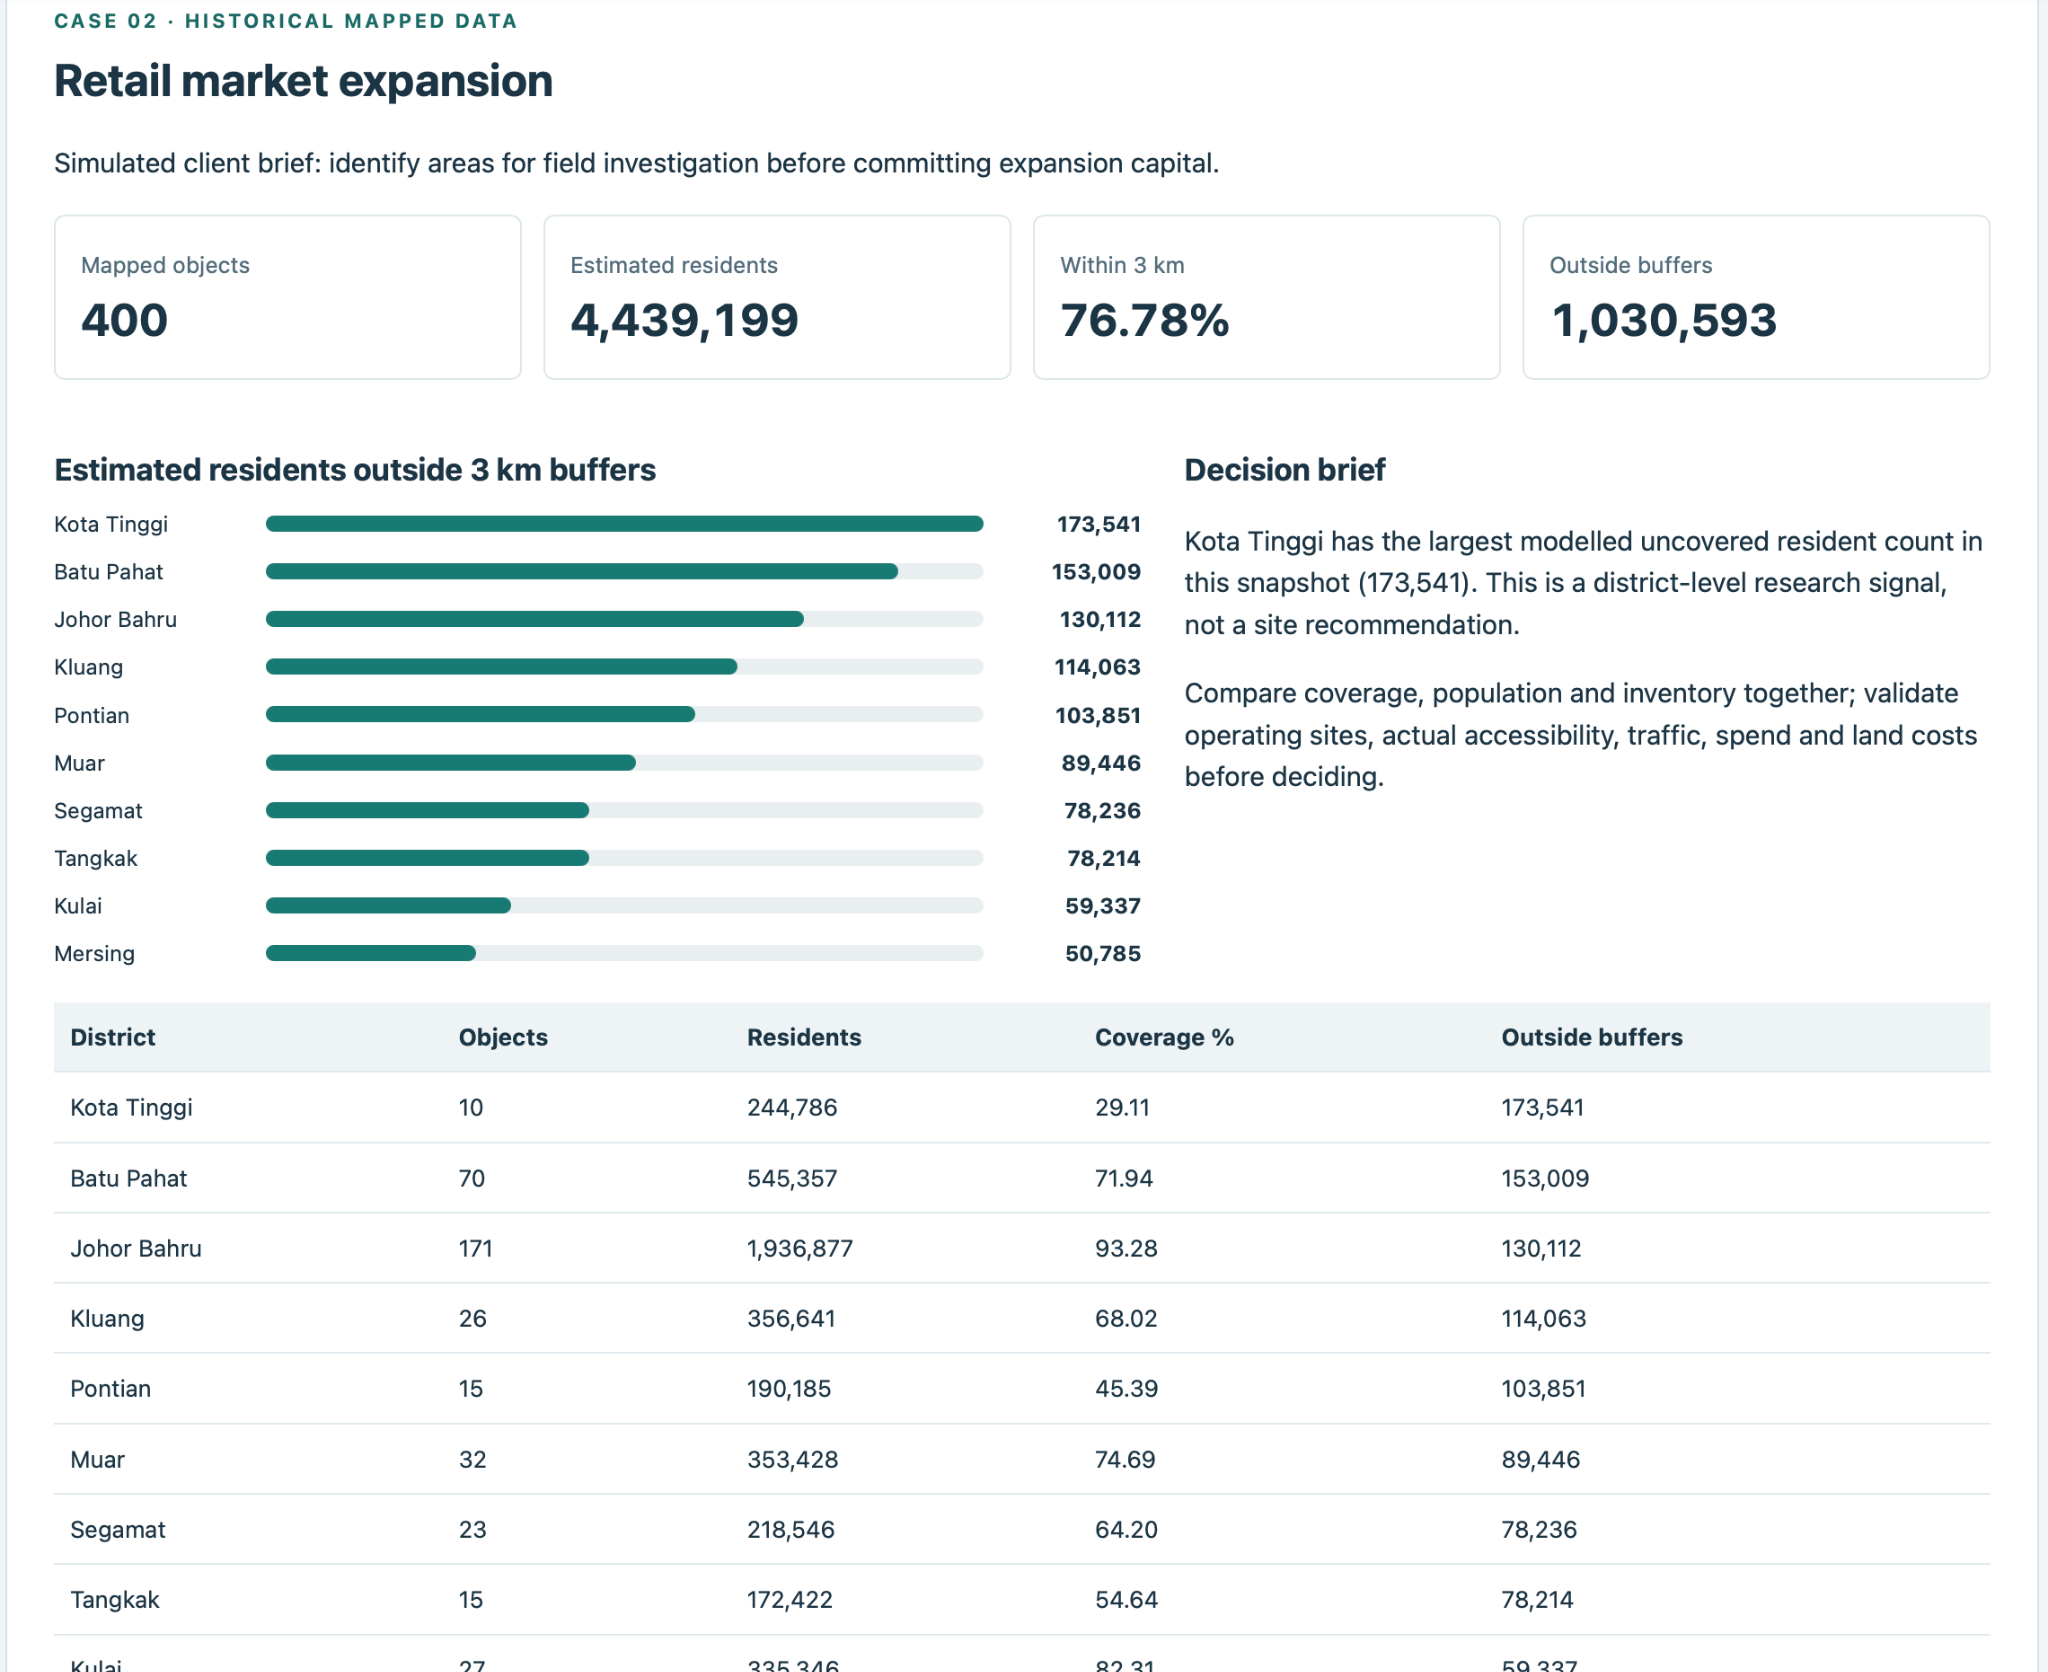 CASE 02 · HISTORICAL MAPPED DATA
Retail market expansion
Simulated client brief: identify areas for field investigation before committing expansion capital.
Mapped objects
400
Estimated residents
4,439,199
Within 3 km
76.78%
Outside buffers
1,030,593
Estimated residents outside 3 km buffers
Kota Tinggi 173,541
Batu Pahat 153,009
Johor Bahru 130,112
Kluang 114,063
Pontian 103,851
Muar 89,446
Segamat 78,236
Tangkak 78,214
Kulai 59,337
Mersing 50,785
Decision brief
Kota Tinggi has the largest modelled uncovered resident count in
this snapshot (173,541). This is a district-level research signal,
not a site recommendation.
Compare coverage, population and inventory together; validate
operating sites, actual accessibility, traffic, spend and land costs
before deciding.
District Objects Residents Coverage % Outside buffers
Kota Tinggi 10 244,786 29.11 173,541
Batu Pahat 70 545,357 71.94 153,009
Johor Bahru 171 1,936,877 93.28 130,112
Kluang 26 356,641 68.02 114,063
Pontian 15 190,185 45.39 103,851
Muar 32 353,428 74.69 89,446
Segamat 23 218,546 64.20 78,236
Tangkak 15 172,422 54.64 78,214
Kulai 27 335,346 82.31 59,337